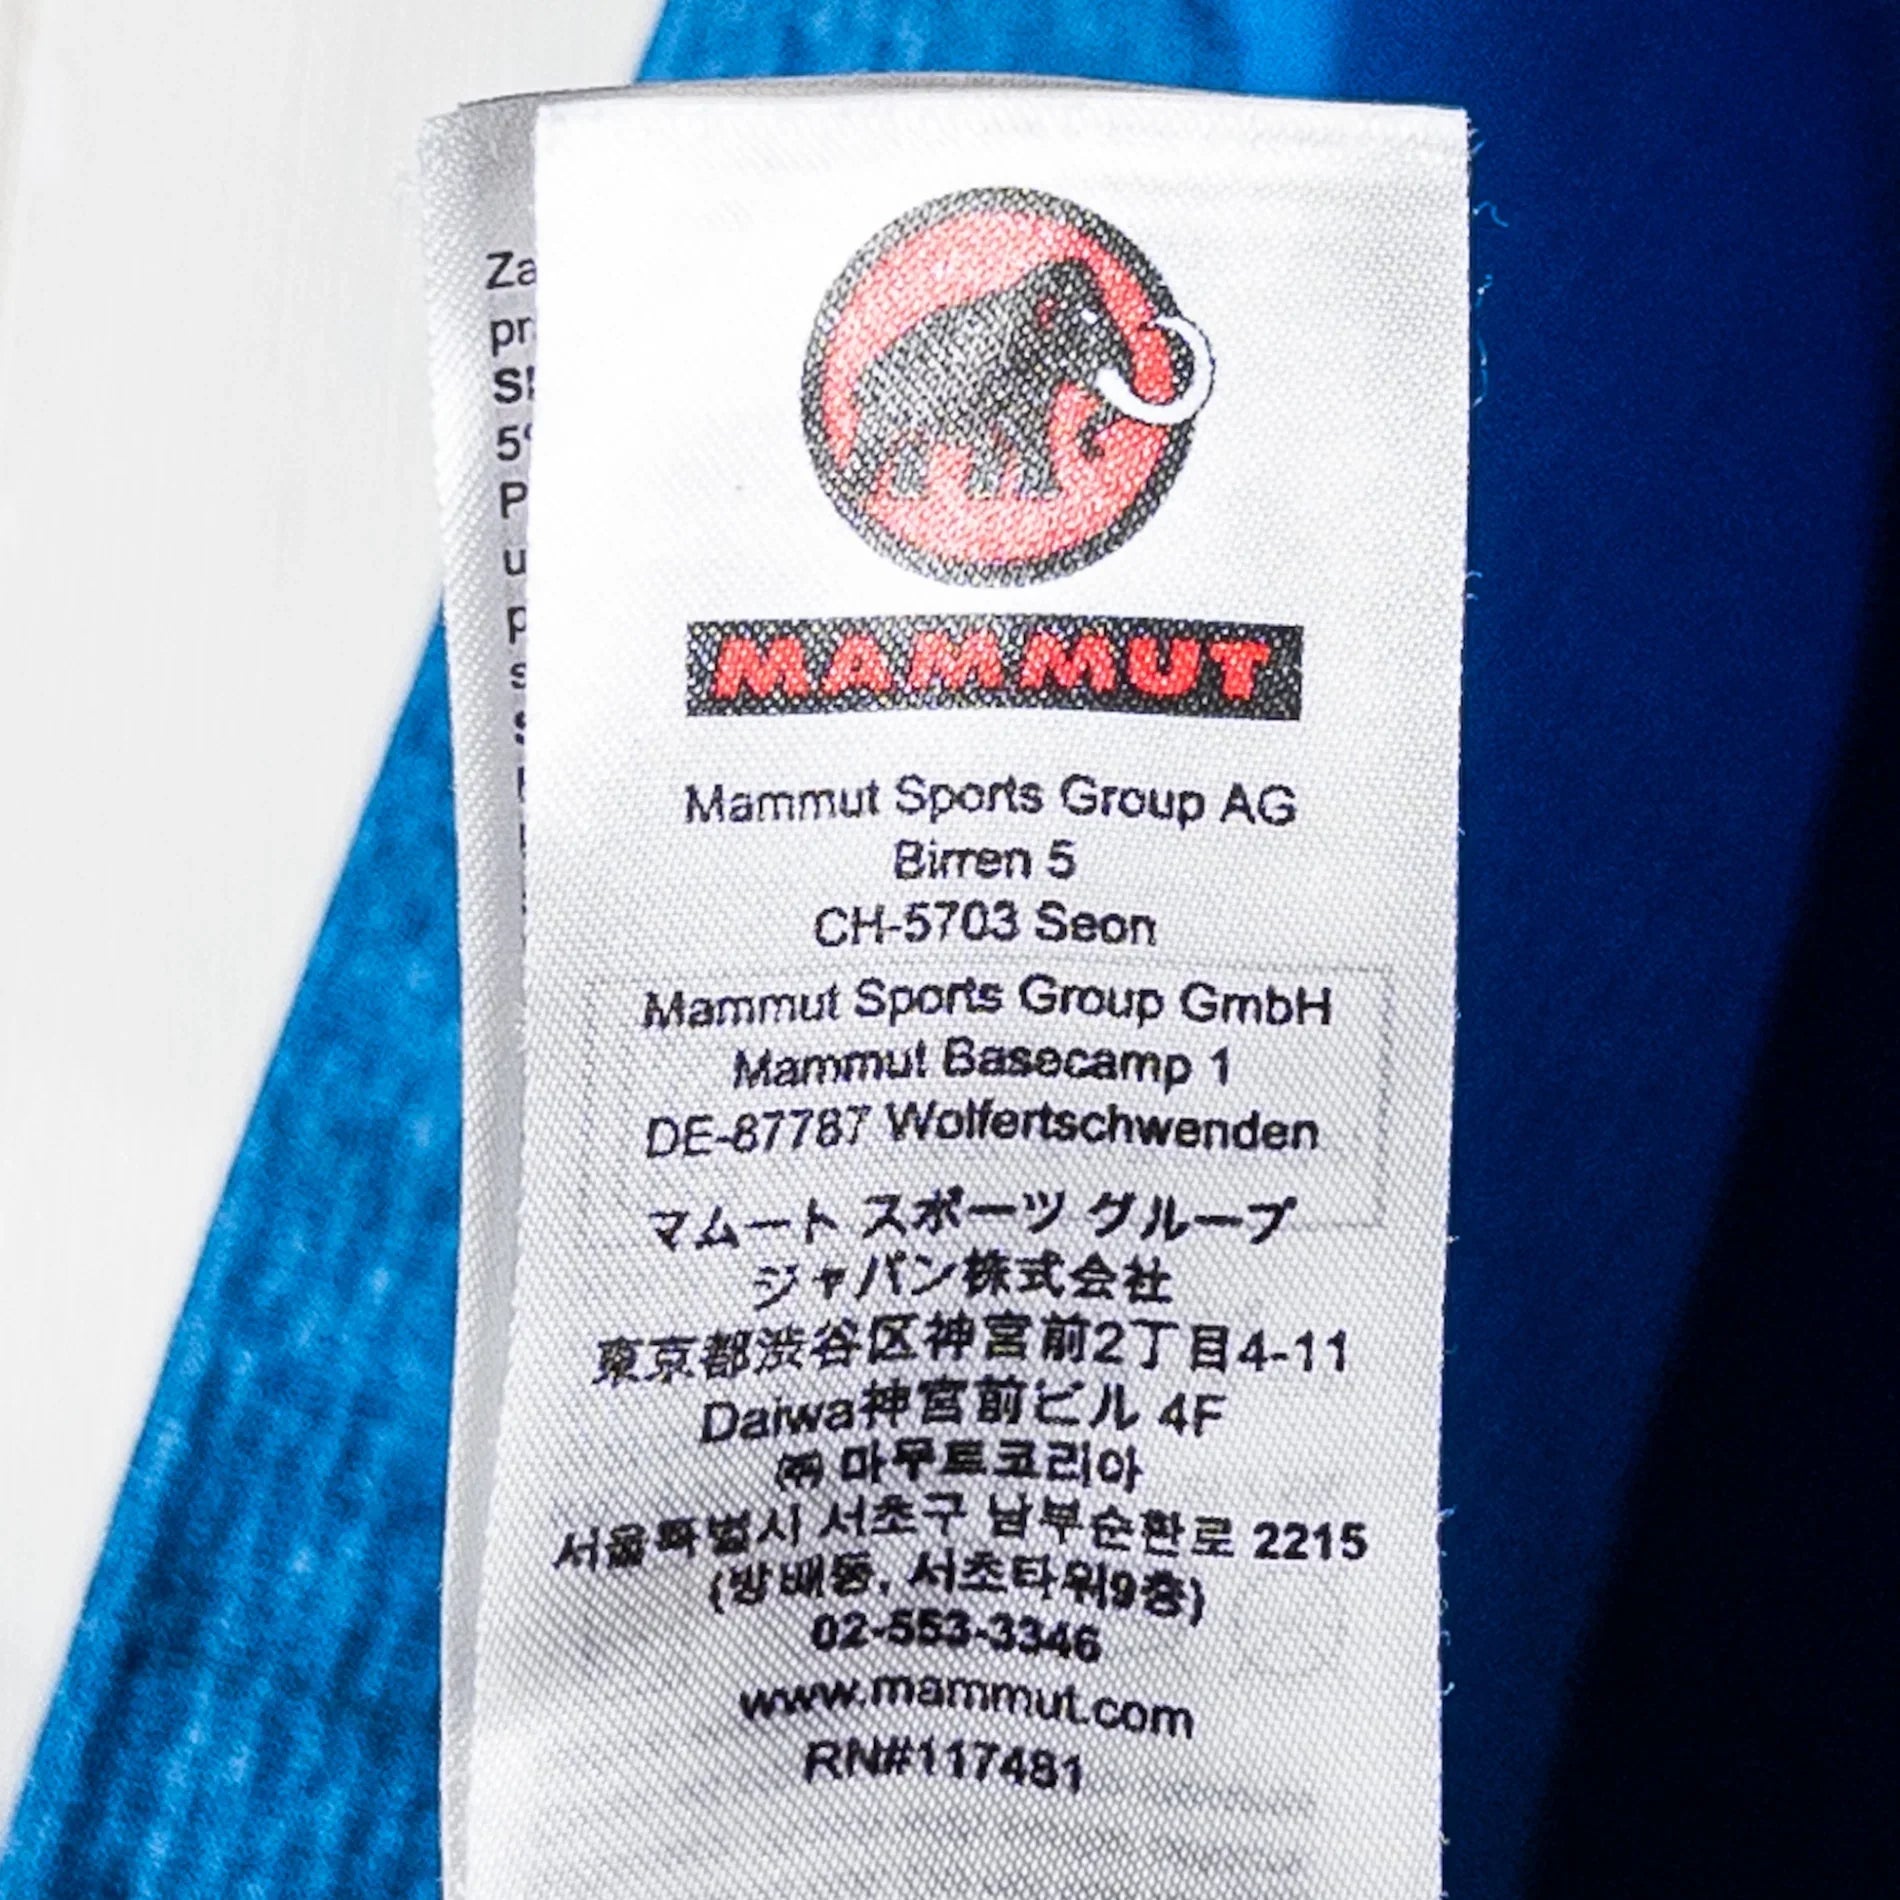 MAMMUT
Mammut Sports Group AG
Birren 5
CH-5703 Seon
Mammut Sports Group GmbH
Mammut Basecamp 1
DE-87787 Wolfertschwenden
マムート スポーツ グループ
ジャパン株式会社
東京都渋谷区神宮前2丁目4-11
Daiwa神宮前ビル 4F
㈜ 마무트코리아
서울특별시 서초구 남부순환로 2215
(방배동, 서초타워9층)
02-553-3346
www.mammut.com
RN#117481